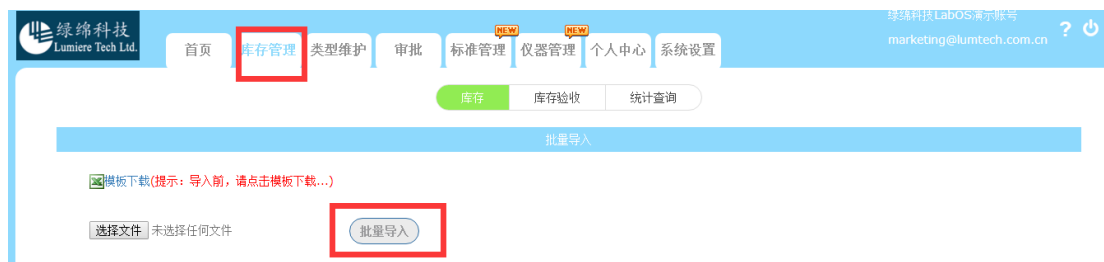 绿绵科技LabOS演示账号
绿绵科技
Lumiere Tech Ltd.
marketing@lumtech.com.cn ?
NEW NEW
首页 库存管理 类型维护 审批 标准管理 仪器管理 个人中心 系统设置
库存 库存验收 统计查询
批量导入
模板下载(提示：导入前，请点击模板下载...)
选择文件 未选择任何文件 批量导入